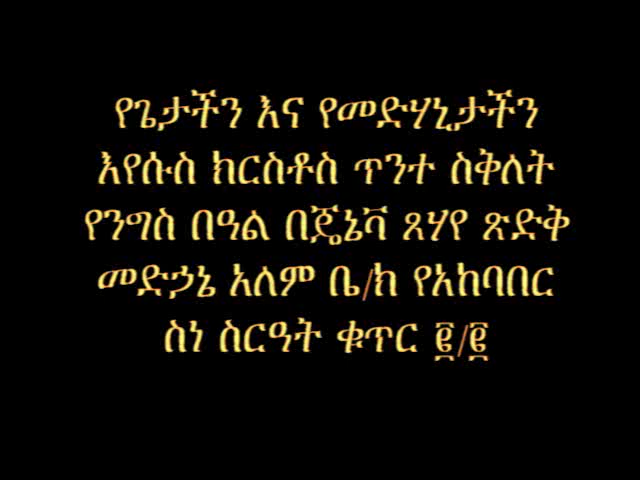 የጌታችን እና የመድሃኒታችን
እየሱስ ክርስቶስ ጥንተ ስቅለት
የንግስ በዓል በጄኔቫ ጸሃየ ጽድቅ
መድኃኔ አለም ቤ/ክ የአከባበር
ስነ ስርዓት ቁጥር ፪/፪